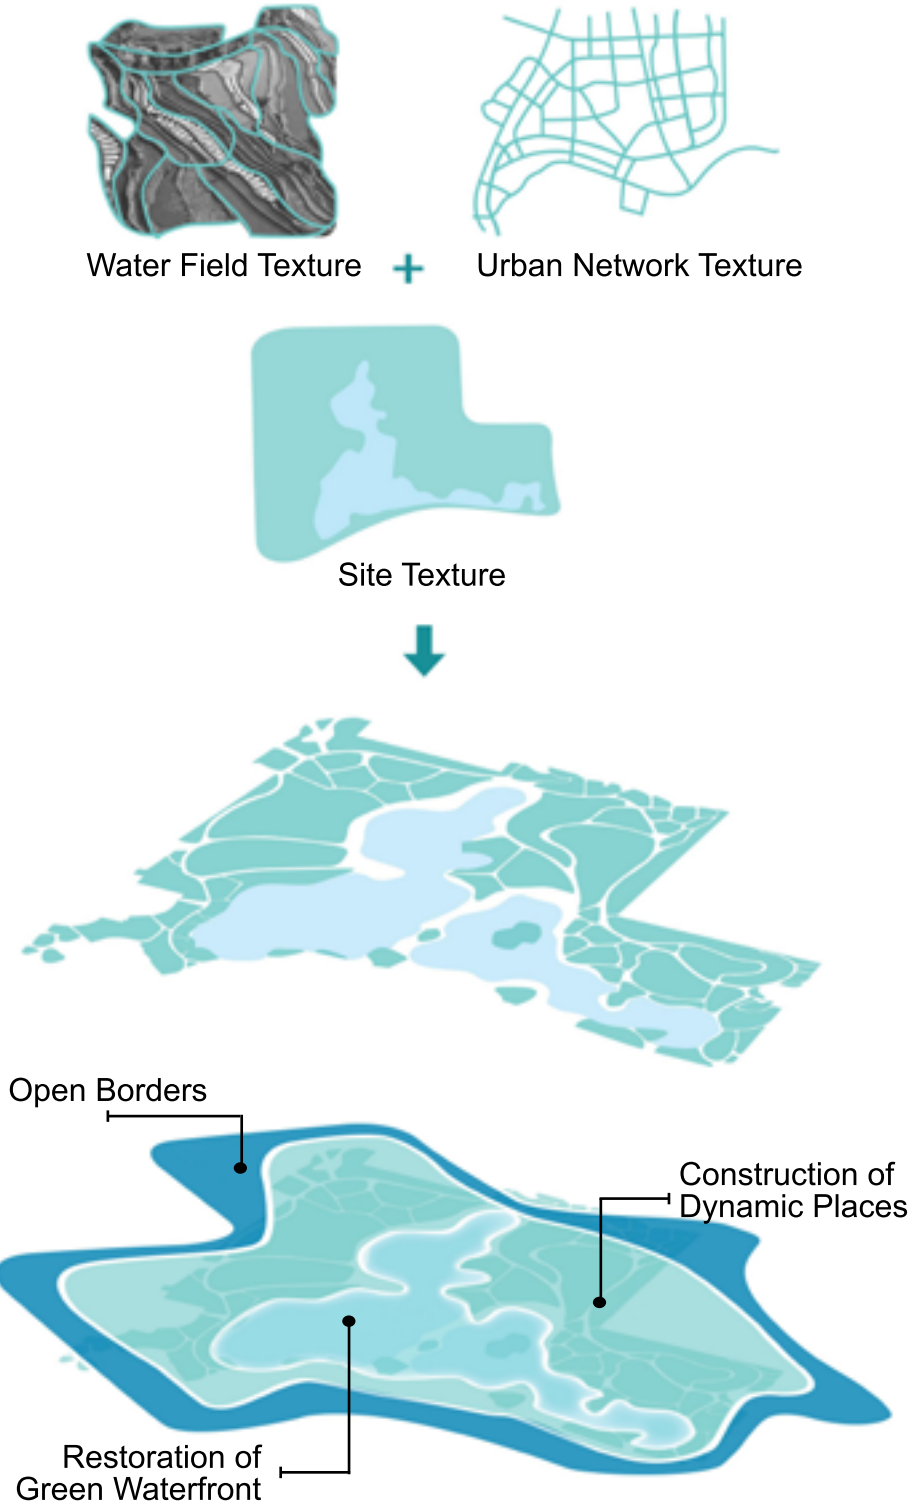 Water Field Texture + Urban Network Texture
Site Texture
Open Borders
Construction of
Dynamic Places
Restoration of
Green Waterfront